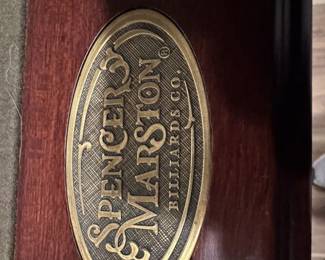 SPENCER &
MARSTON ®
BILLIARDS CO.